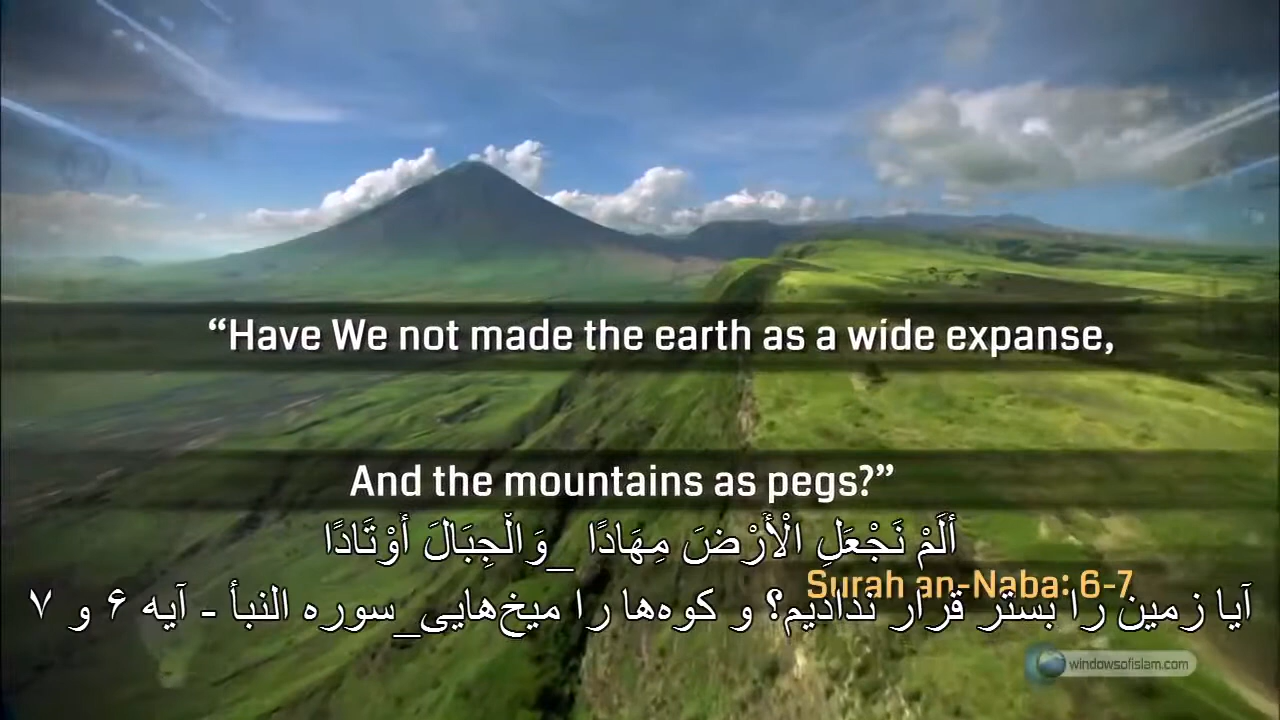 “Have We not made the earth as a wide expanse,
And the mountains as pegs?”
أَلَمْ نَجْعَلِ الْأَرْضَ مِهَادًا _وَالْجِبَالَ أَوْتَادًا
Surah an-Naba: 6-7
آیا زمین را بستر قرار ندادیم؟ و کوه‌ها را میخ‌هایی_سوره النبأ - آیه ۶ و ۷
windowsofislam.com